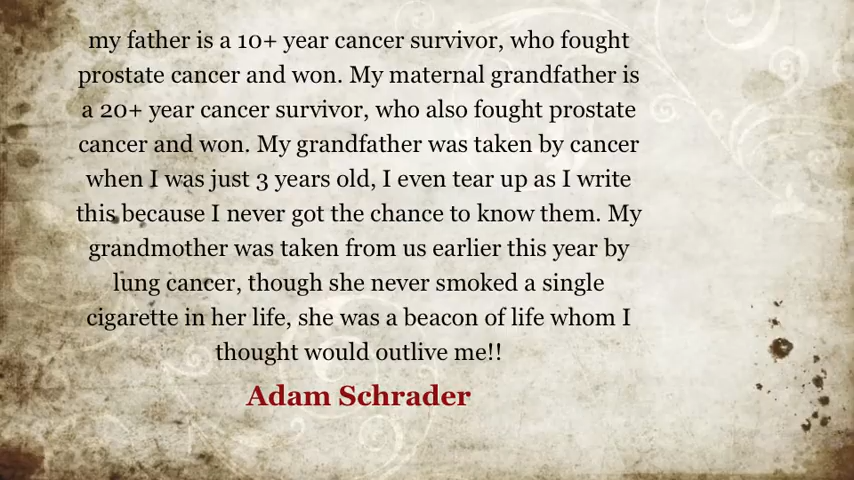 my father is a 10+ year cancer survivor, who fought
prostate cancer and won. My maternal grandfather is
a 20+ year cancer survivor, who also fought prostate
cancer and won. My grandfather was taken by cancer
when I was just 3 years old, I even tear up as I write
this because I never got the chance to know them. My
grandmother was taken from us earlier this year by
lung cancer, though she never smoked a single
cigarette in her life, she was a beacon of life whom I
thought would outlive me!!
Adam Schrader